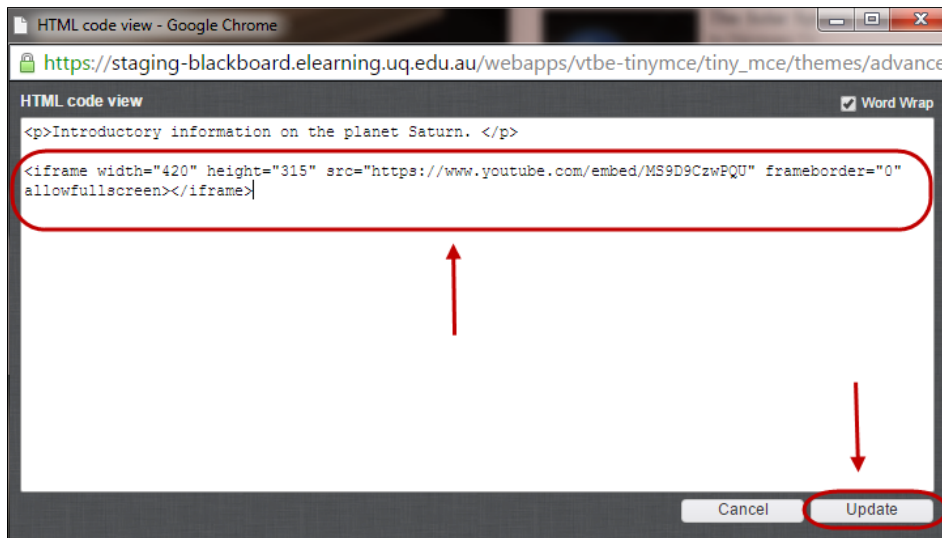 HTML code view - Google Chrome
https://staging-blackboard.elearning.uq.edu.au/webapps/vtbe-tinymce/tiny_mce/themes/advance
HTML code view
Word Wrap
<p>Introductory information on the planet Saturn. </p>
<iframe width="420" height="315" src="https://www.youtube.com/embed/MS9D9CzwPQU" frameborder="0"
allowfullscreen></iframe>
Cancel
Update